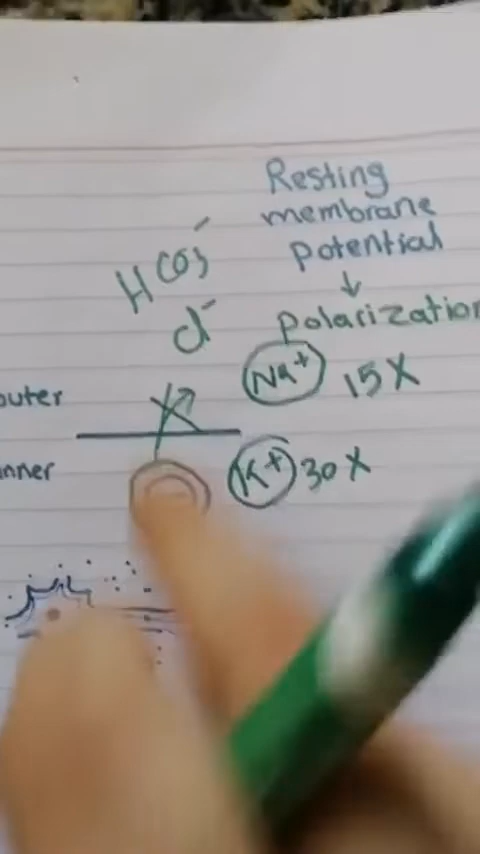 Resting
membrane
potential
↓
polarization
HCO3⁻
Cl⁻
Na+ 15X
outer
inner
K+ 30X